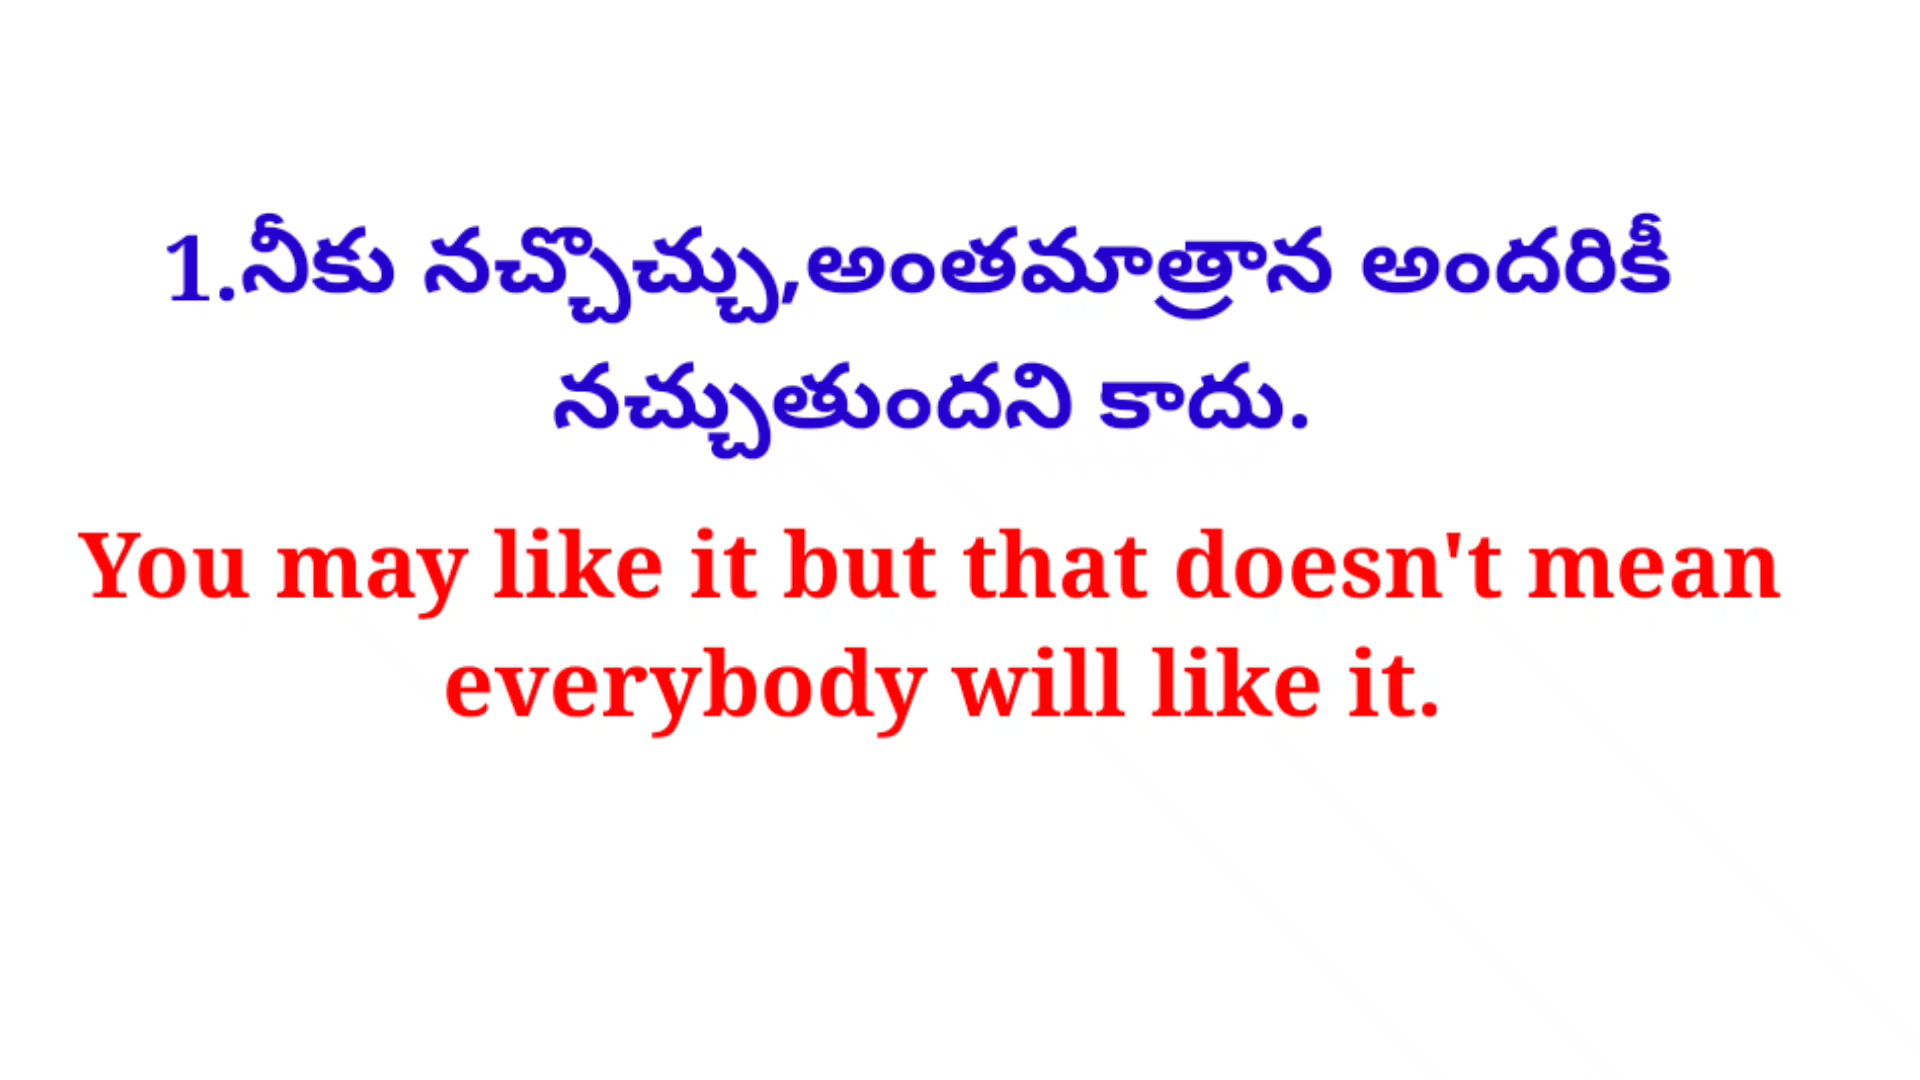 1.నీకు నచ్చొచ్చు,అంతమాత్రాన అందరికీ
నచ్చుతుందని కాదు.
You may like it but that doesn't mean
everybody will like it.